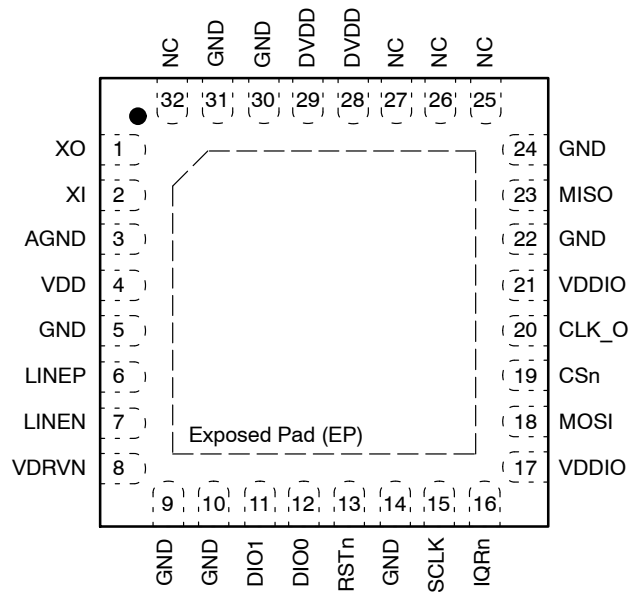 NC GND GND DVDD DVDD NC NC NC
32 31 30 29 28 27 26 25
XO 1 24 GND
XI 2 23 MISO
AGND 3 22 GND
VDD 4 21 VDDIO
GND 5 20 CLK_O
LINEP 6 19 CSn
LINEN 7 18 MOSI
Exposed Pad (EP)
VDRVN 8 17 VDDIO
9 10 11 12 13 14 15 16
GND GND DIO1 DIO0 RSTn GND SCLK IQRn